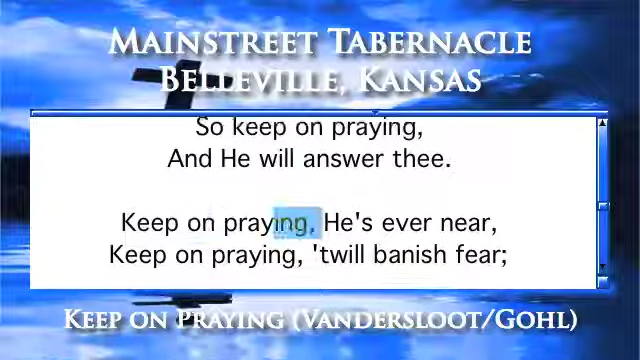 Mainstreet Tabernacle
Belleville, Kansas
So keep on praying,
And He will answer thee.
Keep on praying, He's ever near,
Keep on praying, 'twill banish fear;
Keep on Praying (Vandersloot/Gohl)